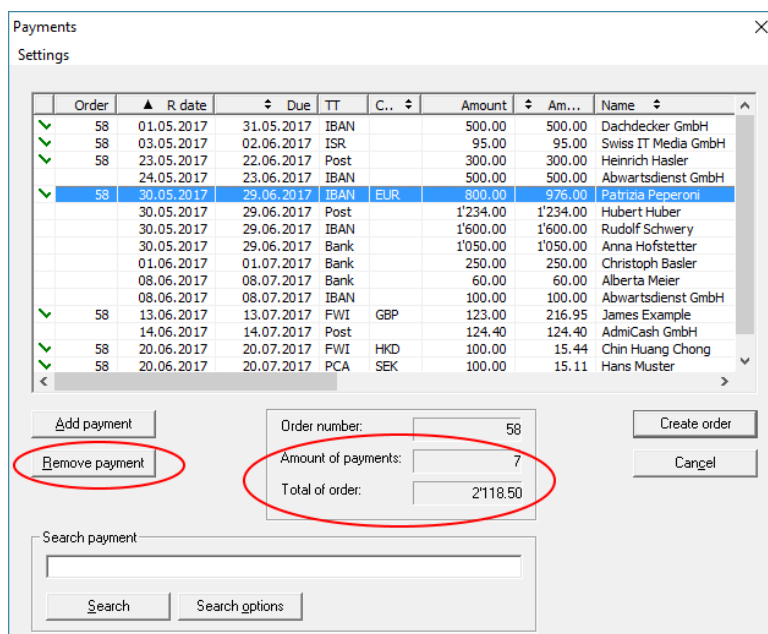 Payments
Settings
Order ▲ R date Due TT C.. Amount Am... Name
58 01.05.2017 31.05.2017 IBAN 500.00 500.00 Dachdecker GmbH
58 03.05.2017 02.06.2017 ISR 95.00 95.00 Swiss IT Media GmbH
58 23.05.2017 22.06.2017 Post 300.00 300.00 Heinrich Hasler
24.05.2017 23.06.2017 IBAN 500.00 500.00 Abwartsdienst GmbH
58 30.05.2017 29.06.2017 IBAN EUR 800.00 976.00 Patrizia Peperoni
30.05.2017 29.06.2017 Post 1'234.00 1'234.00 Hubert Huber
30.05.2017 29.06.2017 IBAN 1'600.00 1'600.00 Rudolf Schwery
30.05.2017 29.06.2017 Bank 1'050.00 1'050.00 Anna Hofstetter
01.06.2017 01.07.2017 Bank 250.00 250.00 Christoph Basler
08.06.2017 08.07.2017 Bank 60.00 60.00 Alberta Meier
08.06.2017 08.07.2017 IBAN 100.00 100.00 Abwartsdienst GmbH
58 13.06.2017 13.07.2017 FWI GBP 123.00 216.95 James Example
14.06.2017 14.07.2017 Post 124.40 124.40 AdmiCash GmbH
58 20.06.2017 20.07.2017 FWI HKD 100.00 15.44 Chin Huang Chong
58 20.06.2017 20.07.2017 PCA SEK 100.00 15.11 Hans Muster
Add payment
Order number: 58
Create order
Remove payment
Amount of payments: 7
Cancel
Total of order: 2'118.50
Search payment
Search
Search options